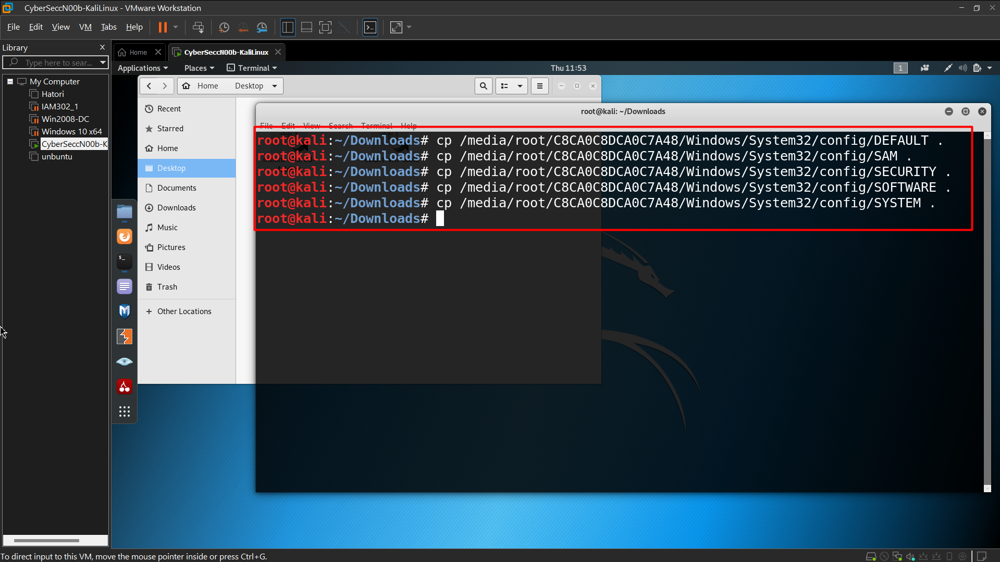 CyberSeccN00b-KaliLinux - VMware Workstation
File Edit View VM Tabs Help
Library
Type here to sear...
My Computer
Hatori
IAM302_1
Win2008-DC
Windows 10 x64
CyberSeccN00b-K
unbuntu
Home
CyberSeccN00b-KaliLinux
Applications Places Terminal
Thu 11:53
1
Home Desktop
Recent
Starred
Home
Desktop
Documents
Downloads
Music
Pictures
Videos
Trash
Other Locations
root@kali: ~/Downloads
File Edit View Search Terminal Help
root@kali:~/Downloads# cp /media/root/C8CA0C8DCA0C7A48/Windows/System32/config/DEFAULT .
root@kali:~/Downloads# cp /media/root/C8CA0C8DCA0C7A48/Windows/System32/config/SAM .
root@kali:~/Downloads# cp /media/root/C8CA0C8DCA0C7A48/Windows/System32/config/SECURITY .
root@kali:~/Downloads# cp /media/root/C8CA0C8DCA0C7A48/Windows/System32/config/SOFTWARE .
root@kali:~/Downloads# cp /media/root/C8CA0C8DCA0C7A48/Windows/System32/config/SYSTEM .
root@kali:~/Downloads#
To direct input to this VM, move the mouse pointer inside or press Ctrl+G.